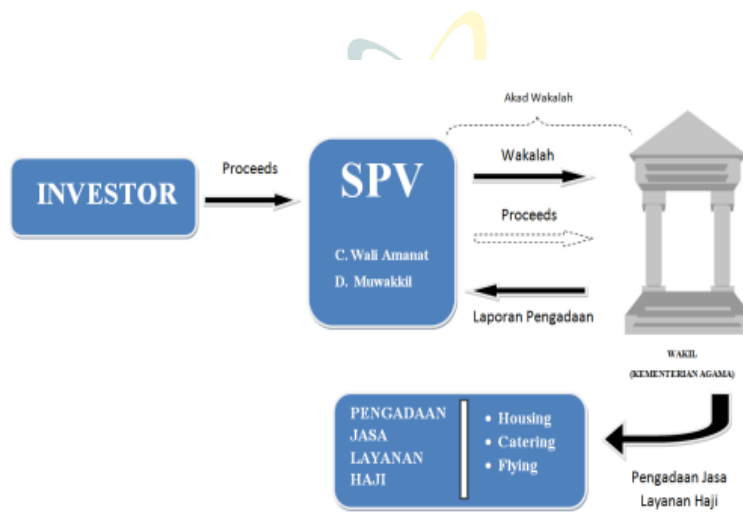 Akad Wakalah
INVESTOR
Proceeds
SPV
C. Wali Amanat
D. Muwakkil
Wakalah
Proceeds
Laporan Pengadaan
WAKIL
(KEMENTERIAN AGAMA)
PENGADAAN
JASA
LAYANAN
HAJI
• Housing
• Catering
• Flying
Pengadaan Jasa
Layanan Haji